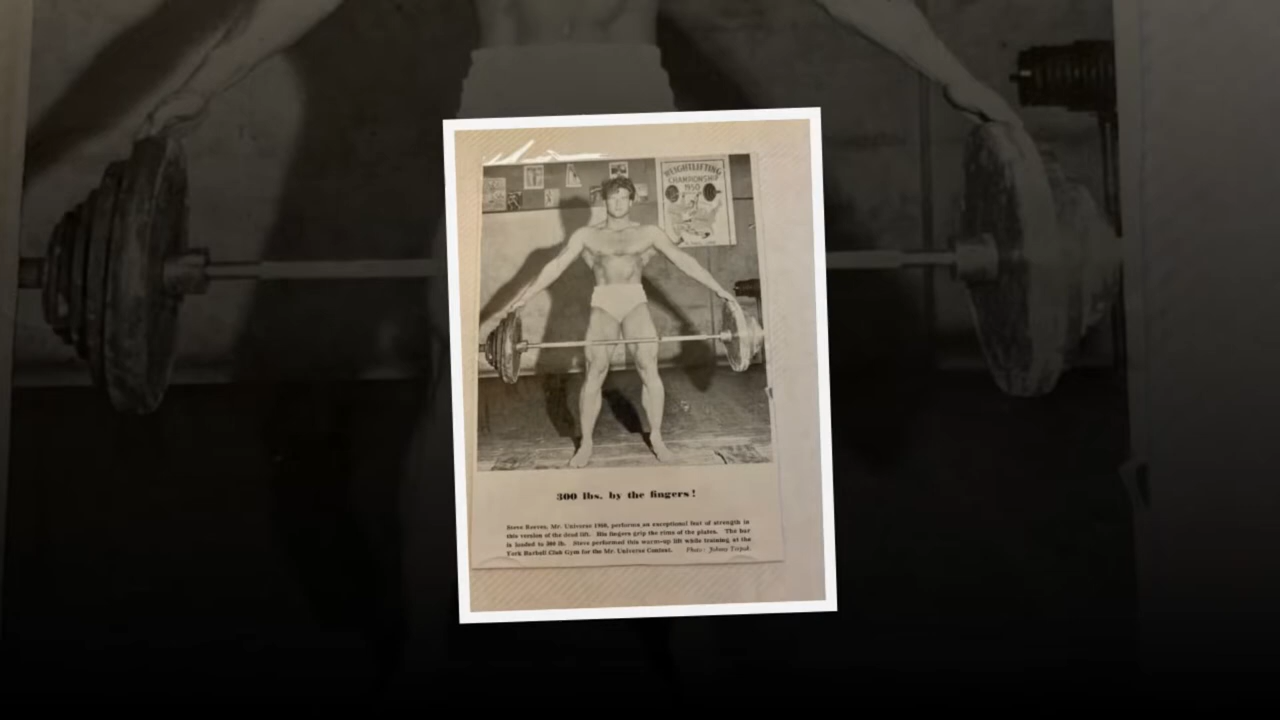 WEIGHTLIFTING
CHAMPIONSHIP
1950
300 lbs. by the fingers!
Steve Reeves, Mr. Universe 1950, performs an exceptional feat of strength in
this version of the dead lift. His fingers grip the rims of the plates. The bar
is loaded to 300 lb. Steve performed this warm-up lift while training at the
York Barbell Club Gym for the Mr. Universe Contest. Photo: Johnny Terpak.